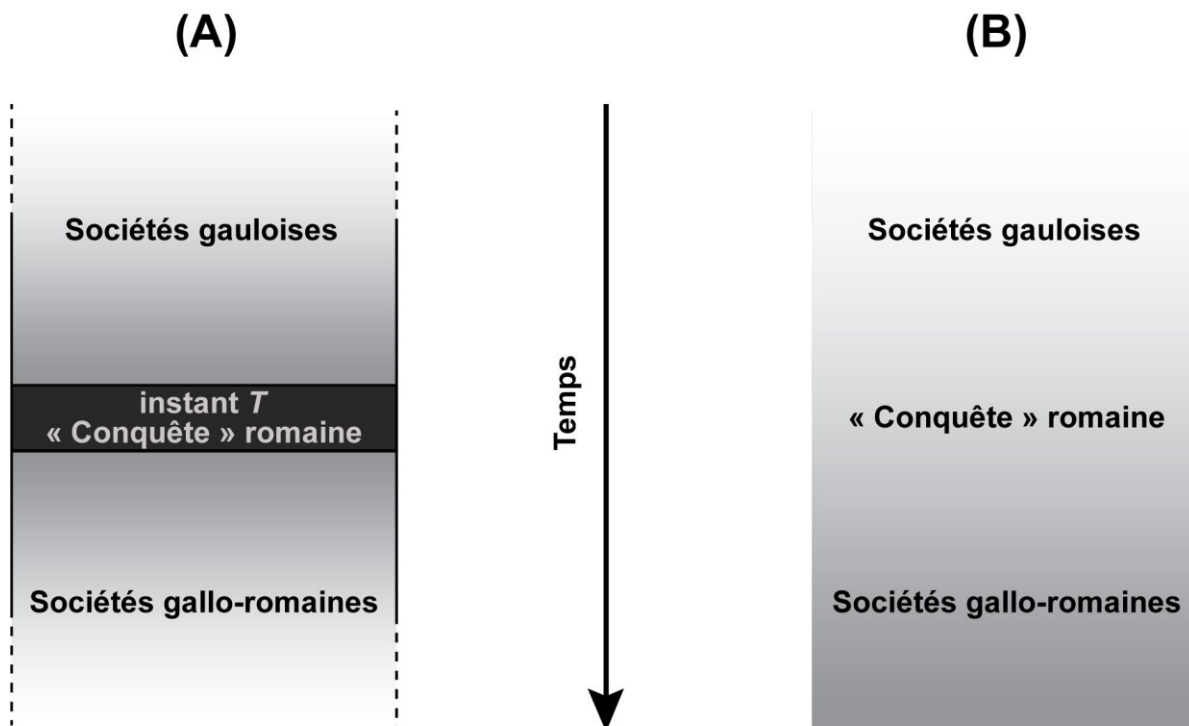 (A)
(B)
Sociétés gauloises
Sociétés gauloises
instant T
« Conquête » romaine
Temps
« Conquête » romaine
Sociétés gallo-romaines
Sociétés gallo-romaines